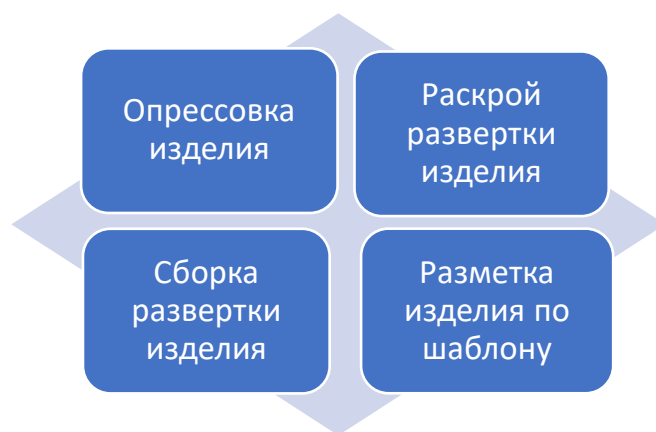 Опрессовка
изделия
Раскрой
развертки
изделия
Сборка
развертки
изделия
Разметка
изделия по
шаблону